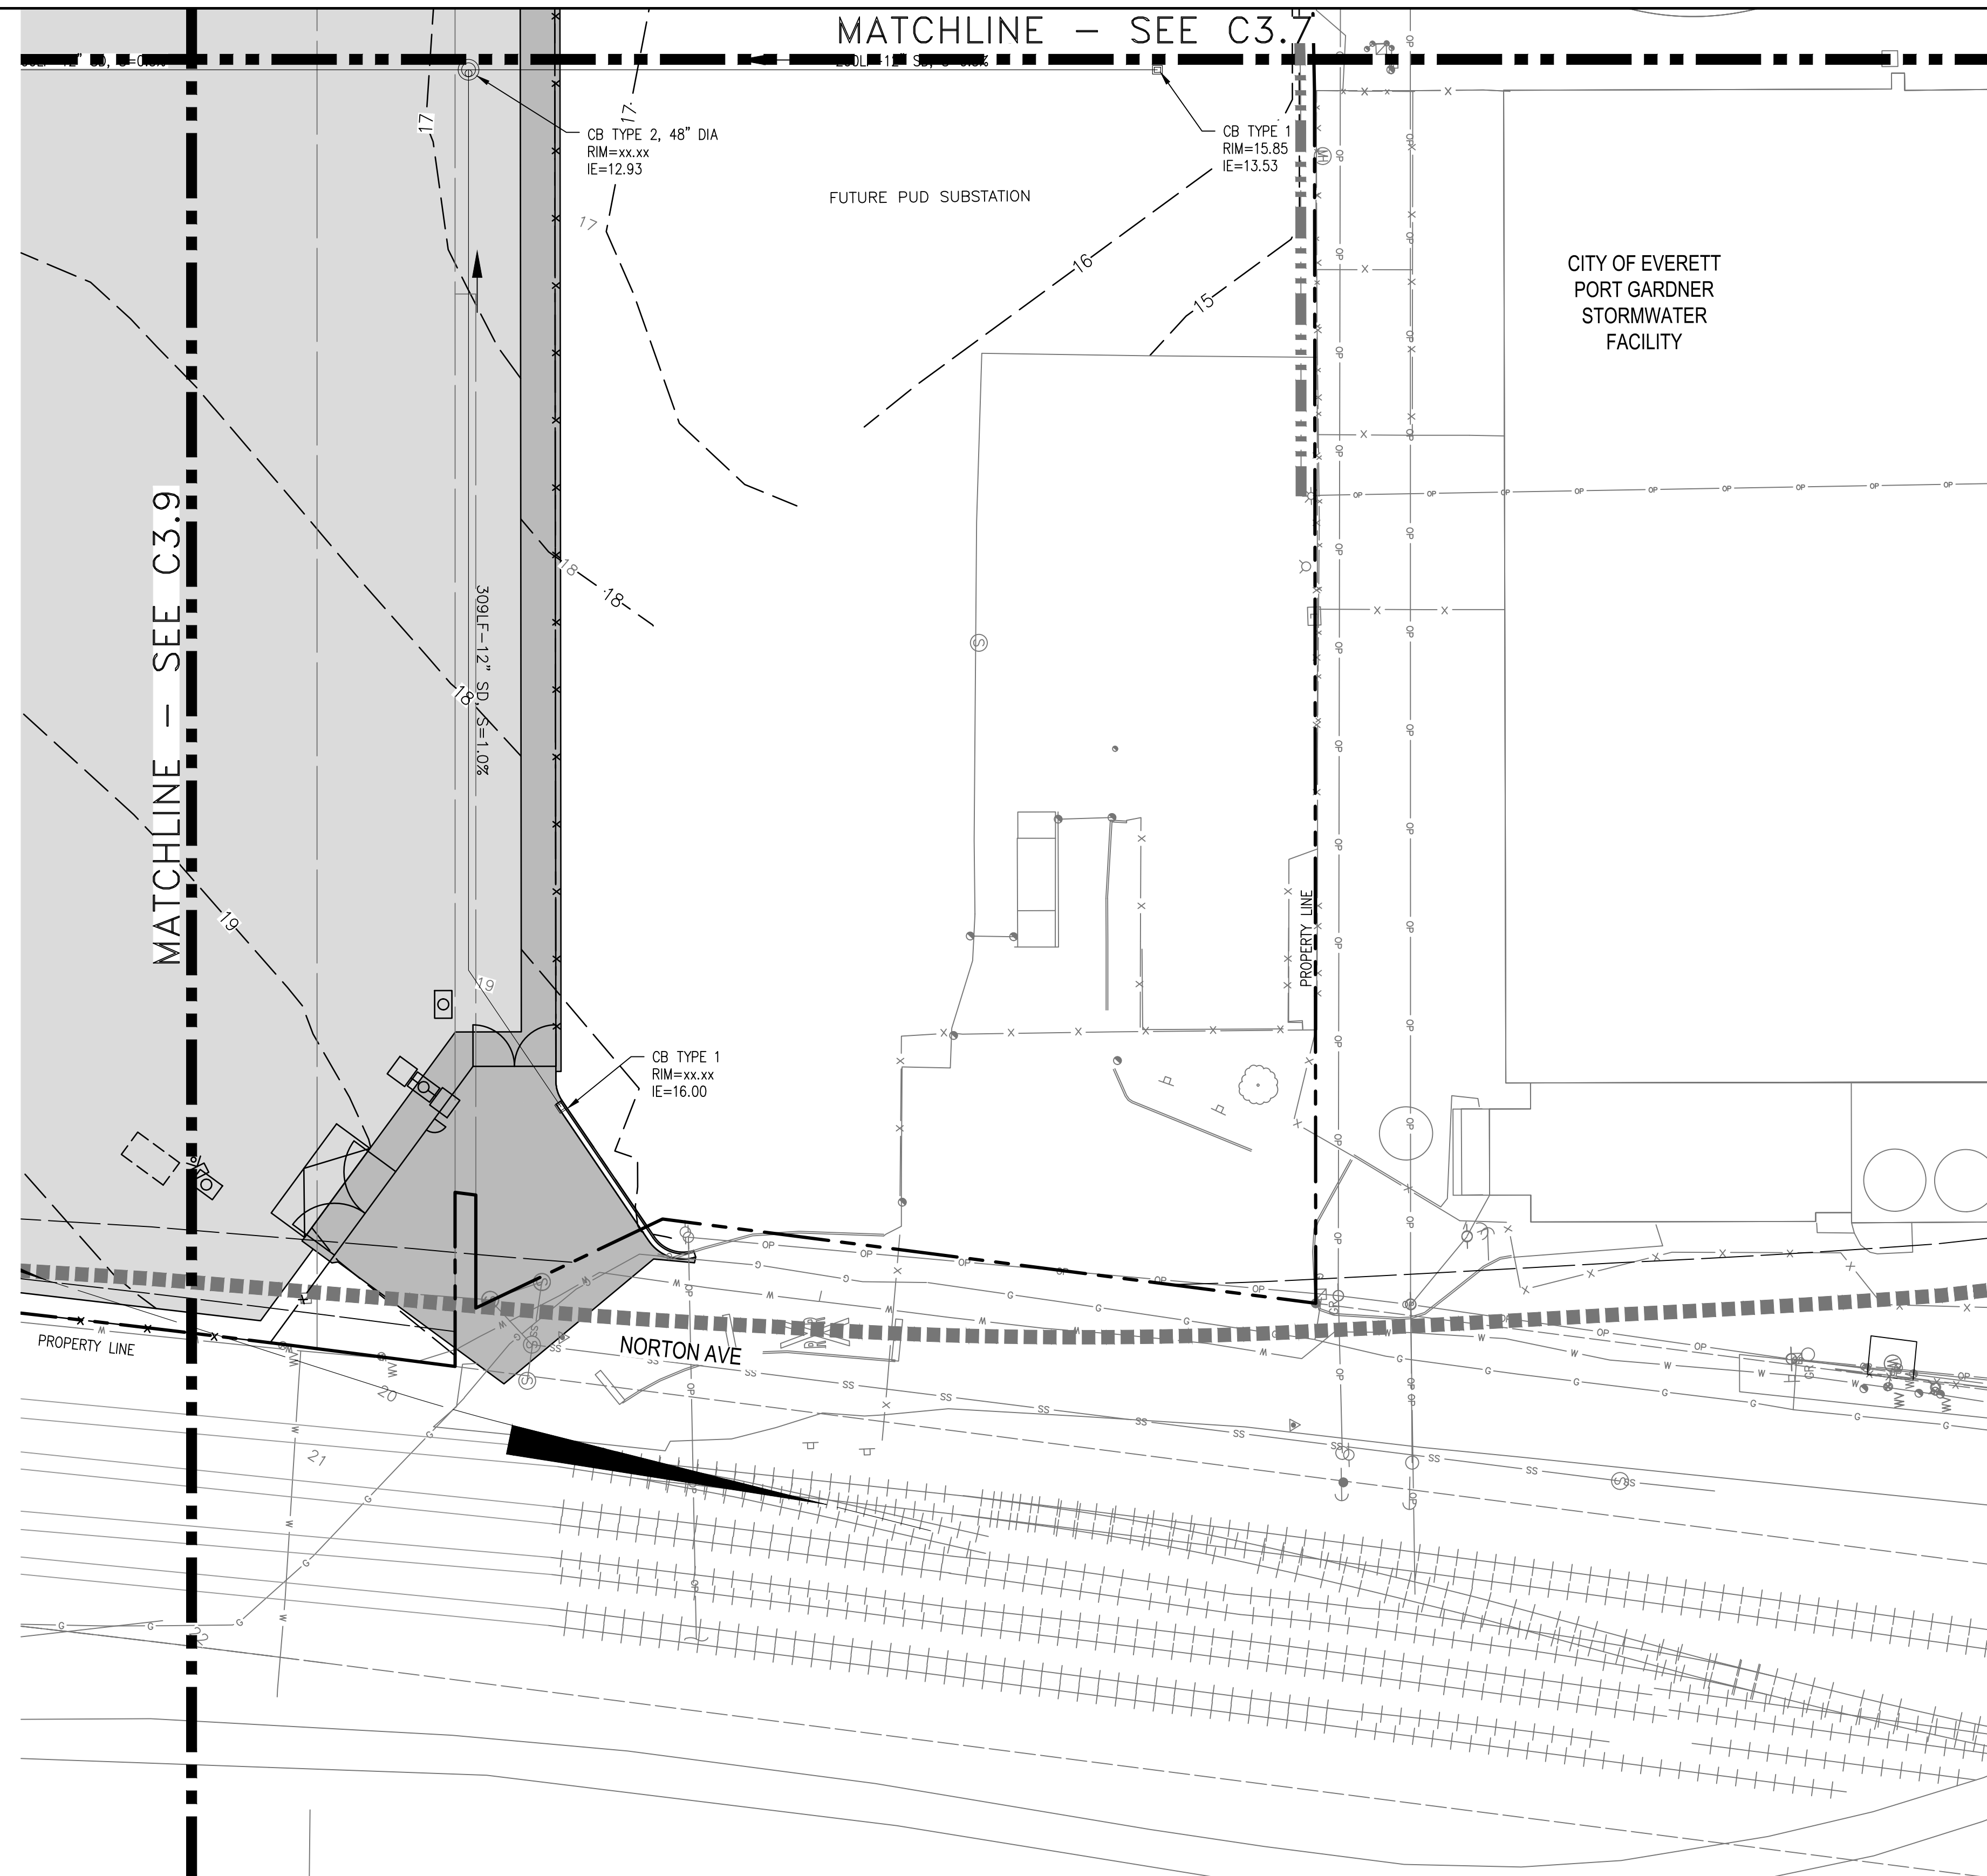 MATCHLINE - SEE C3.7
CB TYPE 2, 48" DIA
RIM=xx.xx
IE=12.93
CB TYPE 1
RIM=15.85
IE=13.53
FUTURE PUD SUBSTATION
17
17
17
16
15
CITY OF EVERETT
PORT GARDNER
STORMWATER
FACILITY
MATCHLINE - SEE C3.9
309LF-12" SD, S=1.0%
18
18
18
19
19
PROPERTY LINE
CB TYPE 1
RIM=xx.xx
IE=16.00
NORTON AVE
PROPERTY LINE
20
21
22